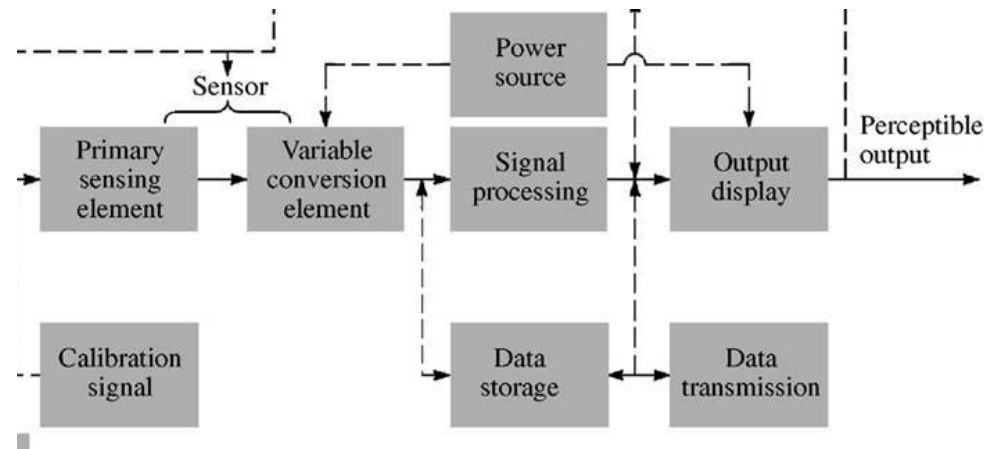 Power
source
Sensor
Perceptible
output
Primary
sensing
element
Variable
conversion
element
Signal
processing
Output
display
Calibration
signal
Data
storage
Data
transmission